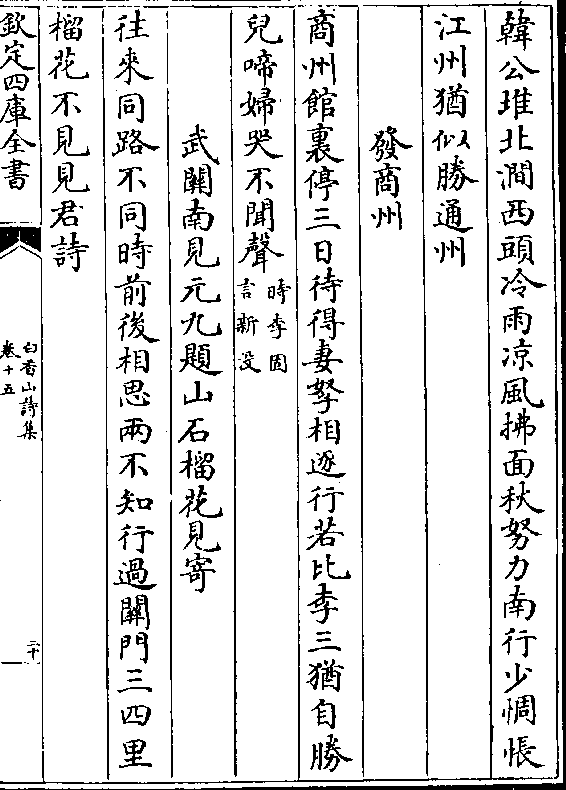 韓公堆北澗西頭冷雨凉風拂面秋努力南行少惆悵
江州猶似勝通州
發商州
商州館裏停三日待得妻孥相逐行若比李三猶自勝
兒啼婦哭不聞聲時李固言新沒
武關南見元九題山石榴花見寄
往來同路不同時前後相思兩不知行過關門三四里
榴花不見見君詩
欽定四庫全書
白香山詩集
卷十五
二十